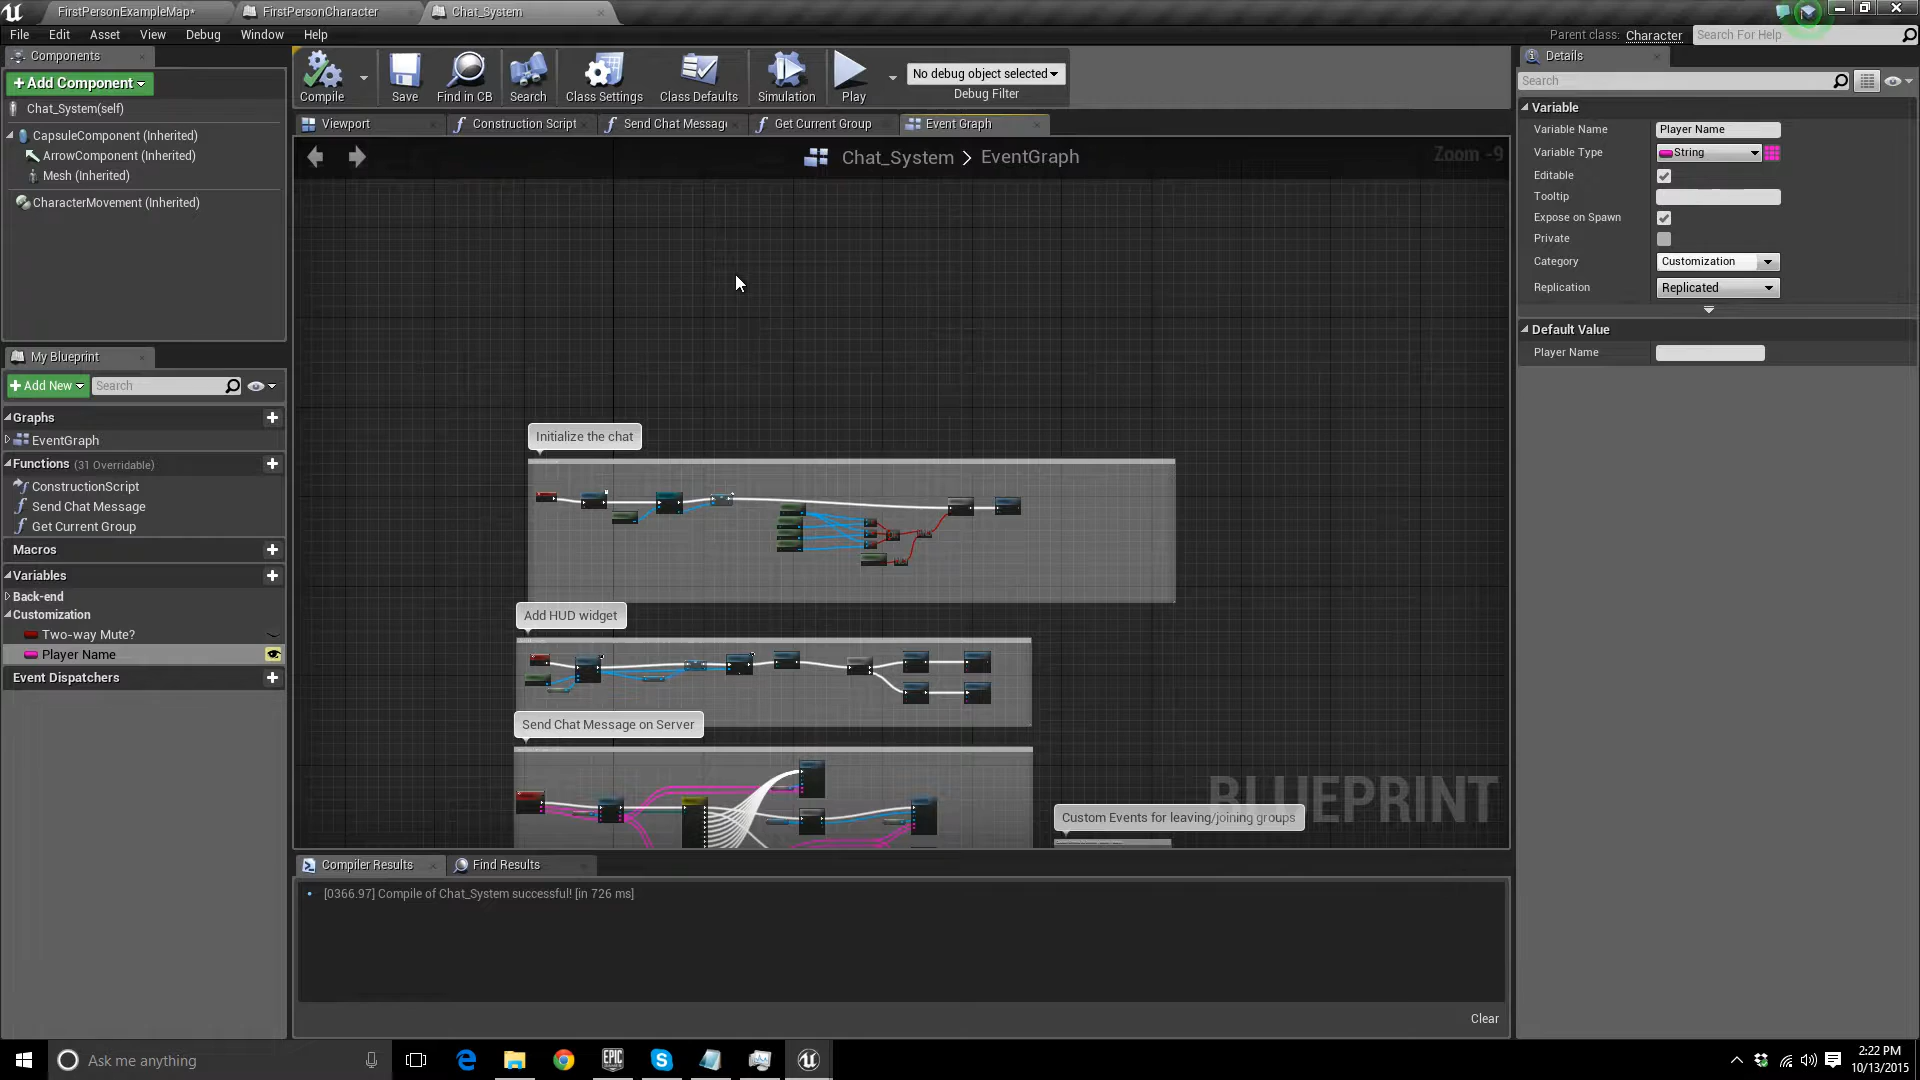 FirstPersonExampleMap*
FirstPersonCharacter
Chat_System
File Edit Asset View Debug Window Help
Parent class: Character
Search For Help
Components
Add Component
Chat_System(self)
CapsuleComponent (Inherited)
ArrowComponent (Inherited)
Mesh (Inherited)
CharacterMovement (Inherited)
My Blueprint
Add New
Search
Graphs
EventGraph
Functions (31 Overridable)
ConstructionScript
Send Chat Message
Get Current Group
Macros
Variables
Back-end
Customization
Two-way Mute?
Player Name
Event Dispatchers
Compile
Save
Find in CB
Search
Class Settings
Class Defaults
Simulation
Play
No debug object selected
Debug Filter
Viewport
Construction Script
Send Chat Messag
Get Current Group
Event Graph
Chat_System > EventGraph
Zoom -9
Initialize the chat
Add HUD widget
Send Chat Message on Server
Custom Events for leaving/joining groups
BLUEPRINT
Compiler Results
Find Results
[0366.97] Compile of Chat_System successful! [in 726 ms]
Clear
Details
Search
Variable
Variable Name Player Name
Variable Type String
Editable
Tooltip
Expose on Spawn
Private
Category Customization
Replication Replicated
Default Value
Player Name
Ask me anything
EPIC GAMES
2:22 PM
10/13/2015